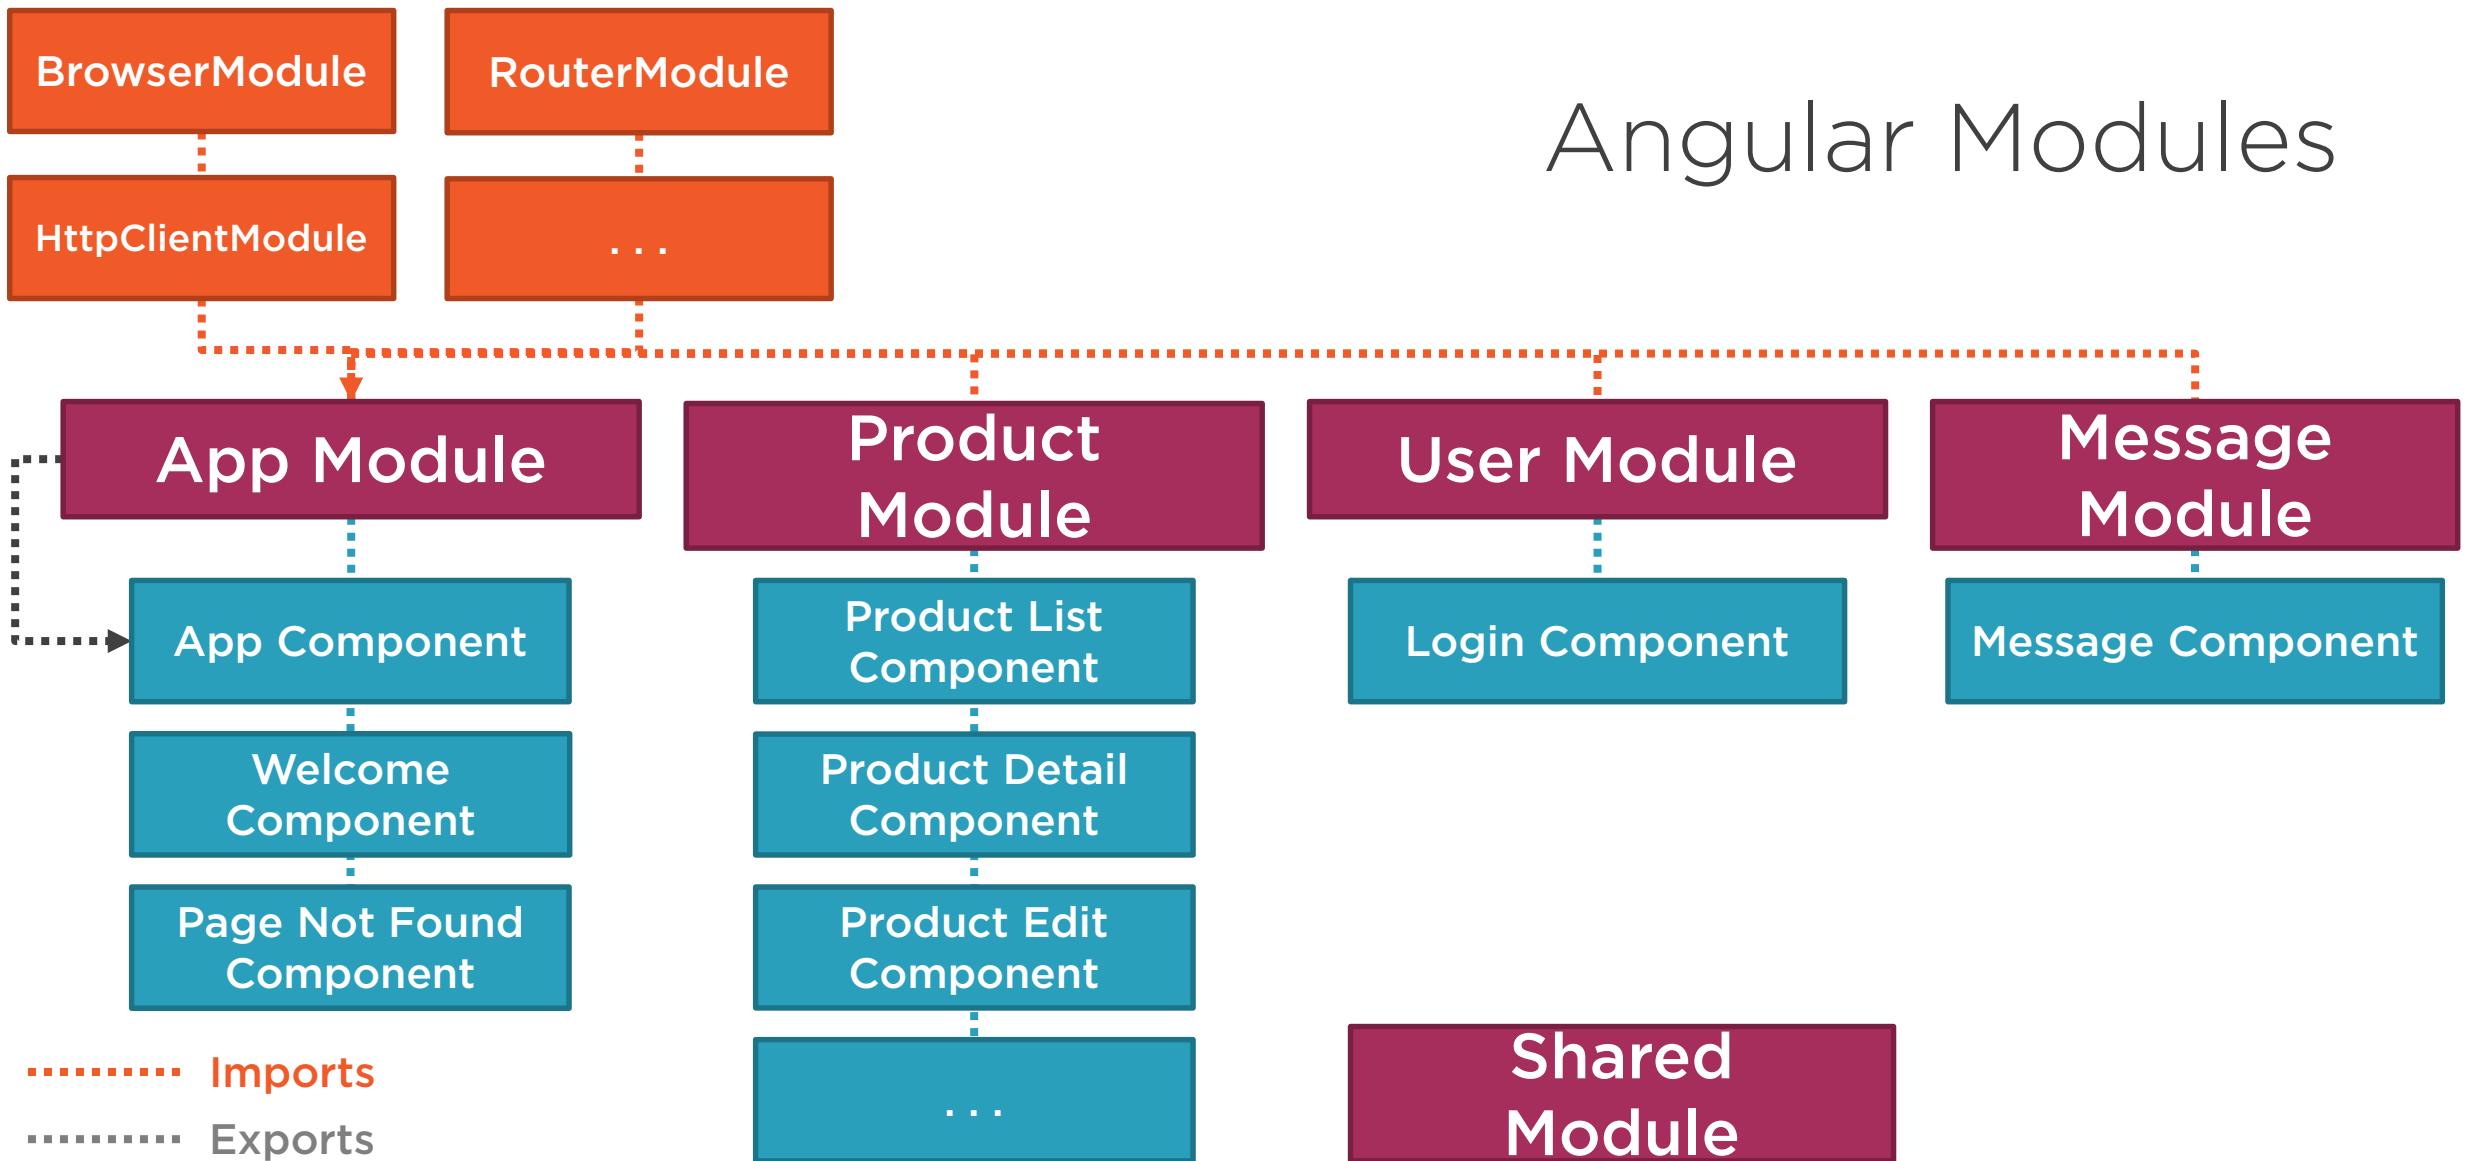 BrowserModule
RouterModule
Angular Modules
HttpClientModule
...
App Module
Product
Module
User Module
Message
Module
App Component
Product List
Component
Login Component
Message Component
Welcome
Component
Product Detail
Component
Page Not Found
Component
Product Edit
Component
Imports
Exports
...
Shared
Module